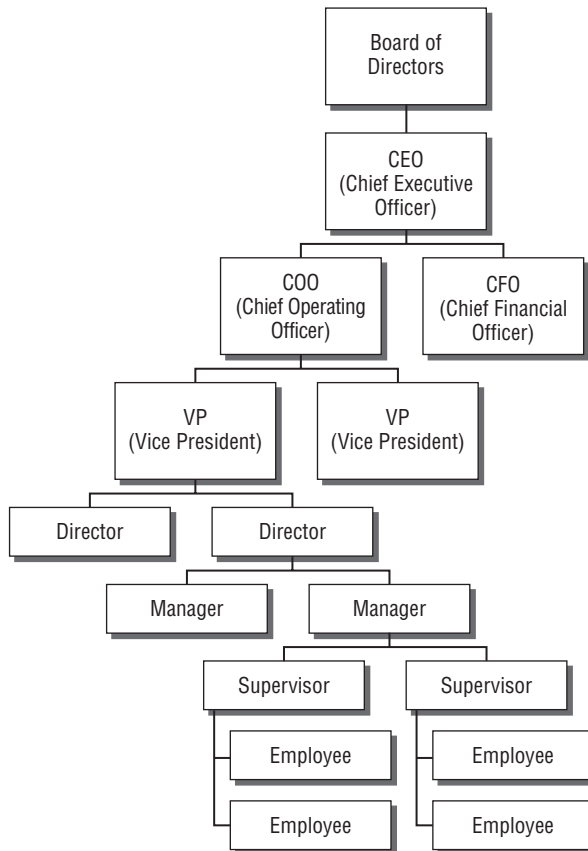 Board of
Directors
CEO
(Chief Executive
Officer)
COO
(Chief Operating
Officer)
CFO
(Chief Financial
Officer)
VP
(Vice President)
VP
(Vice President)
Director
Director
Manager
Manager
Supervisor
Supervisor
Employee
Employee
Employee
Employee